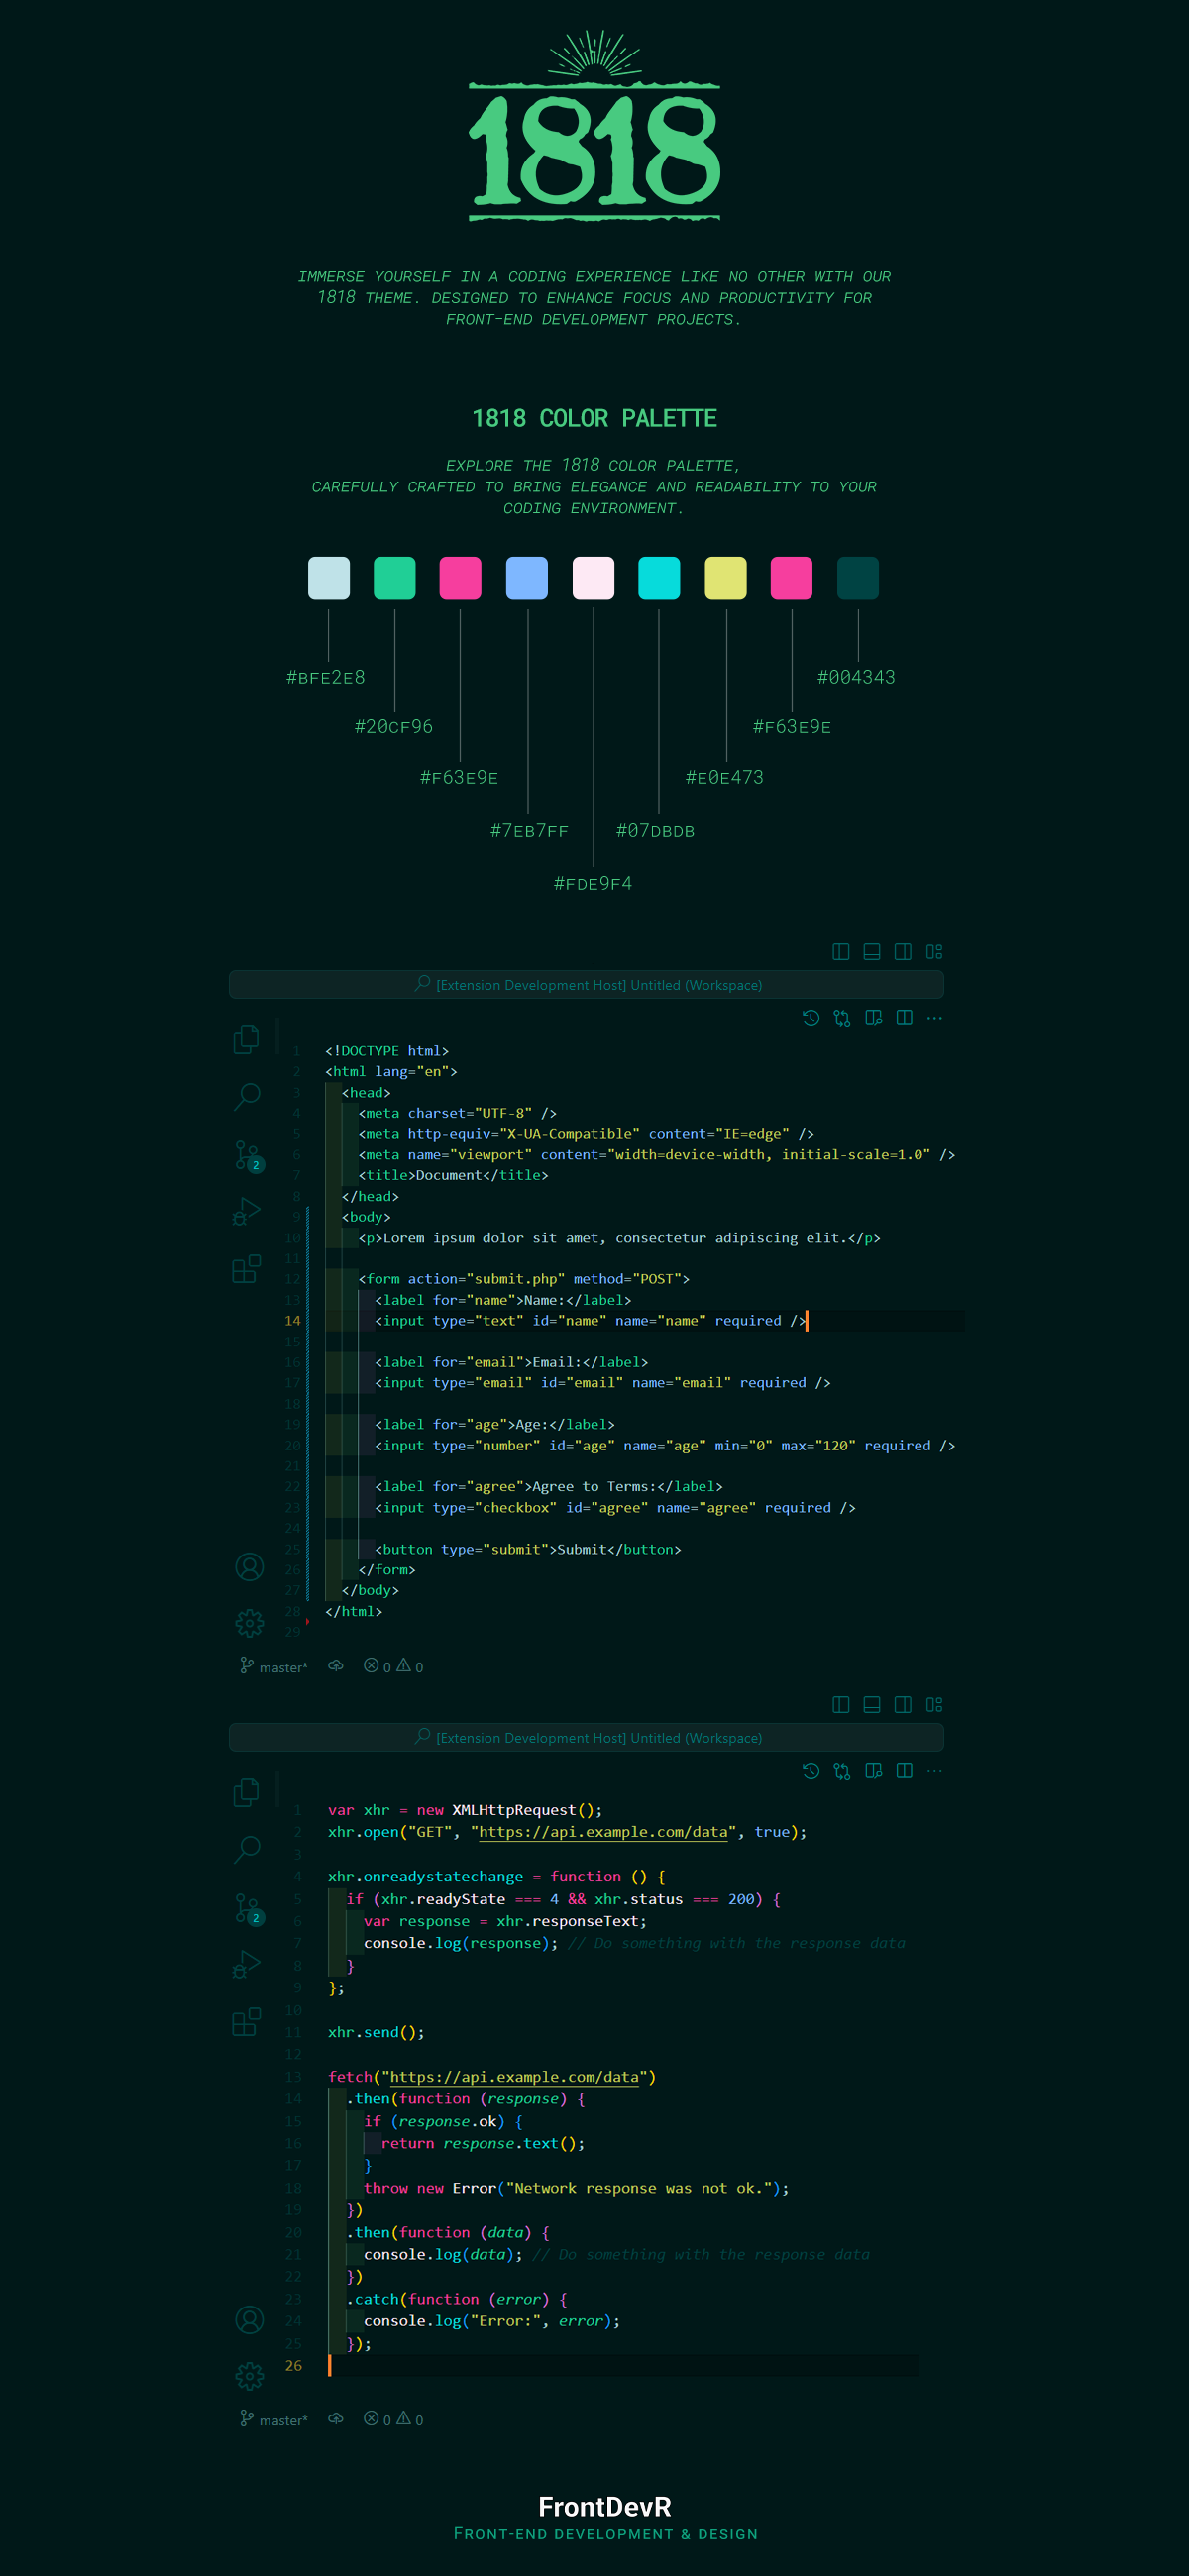 1818
IMMERSE YOURSELF IN A CODING EXPERIENCE LIKE NO OTHER WITH OUR
1818 THEME. DESIGNED TO ENHANCE FOCUS AND PRODUCTIVITY FOR
FRONT-END DEVELOPMENT PROJECTS.
1818 COLOR PALETTE
EXPLORE THE 1818 COLOR PALETTE,
CAREFULLY CRAFTED TO BRING ELEGANCE AND READABILITY TO YOUR
CODING ENVIRONMENT.
#BFE2E8
#004343
#20CF96
#F63E9E
#F63E9E
#E0E473
#7EB7FF
#07DBDB
#FDE9F4
[Extension Development Host] Untitled (Workspace)
1 <!DOCTYPE html>
2 <html lang="en">
3 <head>
4 <meta charset="UTF-8" />
5 <meta http-equiv="X-UA-Compatible" content="IE=edge" />
6 <meta name="viewport" content="width=device-width, initial-scale=1.0" />
7 <title>Document</title>
8 </head>
9 <body>
10 <p>Lorem ipsum dolor sit amet, consectetur adipiscing elit.</p>
11
12 <form action="submit.php" method="POST">
13 <label for="name">Name:</label>
14 <input type="text" id="name" name="name" required />
15
16 <label for="email">Email:</label>
17 <input type="email" id="email" name="email" required />
18
19 <label for="age">Age:</label>
20 <input type="number" id="age" name="age" min="0" max="120" required />
21
22 <label for="agree">Agree to Terms:</label>
23 <input type="checkbox" id="agree" name="agree" required />
24
25 <button type="submit">Submit</button>
26 </form>
27 </body>
28 </html>
29
2
master* 0 0
[Extension Development Host] Untitled (Workspace)
1 var xhr = new XMLHttpRequest();
2 xhr.open("GET", "https://api.example.com/data", true);
3
4 xhr.onreadystatechange = function () {
5 if (xhr.readyState === 4 && xhr.status === 200) {
6 var response = xhr.responseText;
7 console.log(response); // Do something with the response data
8 }
9 };
10
11 xhr.send();
12
13 fetch("https://api.example.com/data")
14 .then(function (response) {
15 if (response.ok) {
16 return response.text();
17 }
18 throw new Error("Network response was not ok.");
19 })
20 .then(function (data) {
21 console.log(data); // Do something with the response data
22 })
23 .catch(function (error) {
24 console.log("Error:", error);
25 });
26
2
master* 0 0
FrontDevR
FRONT-END DEVELOPMENT & DESIGN